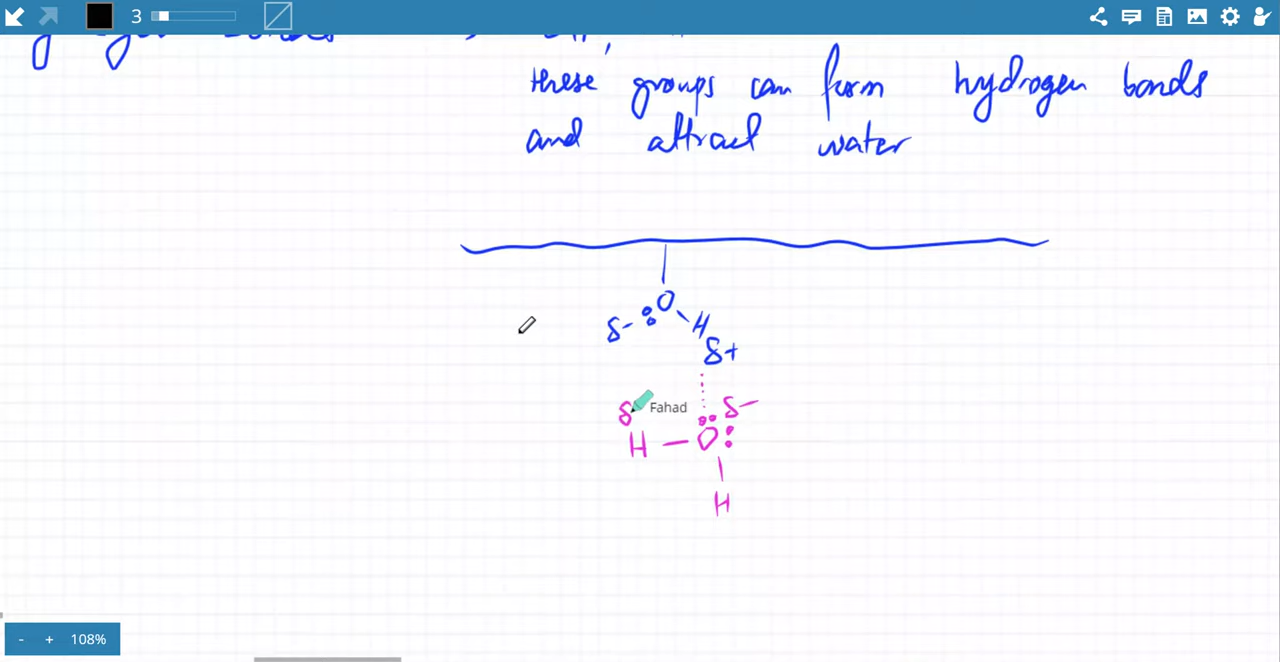 3
these groups can form hydrogen bonds
and attract water
δ- O H
δ+
δ Fahad δ-
H — O
H
- + 108%